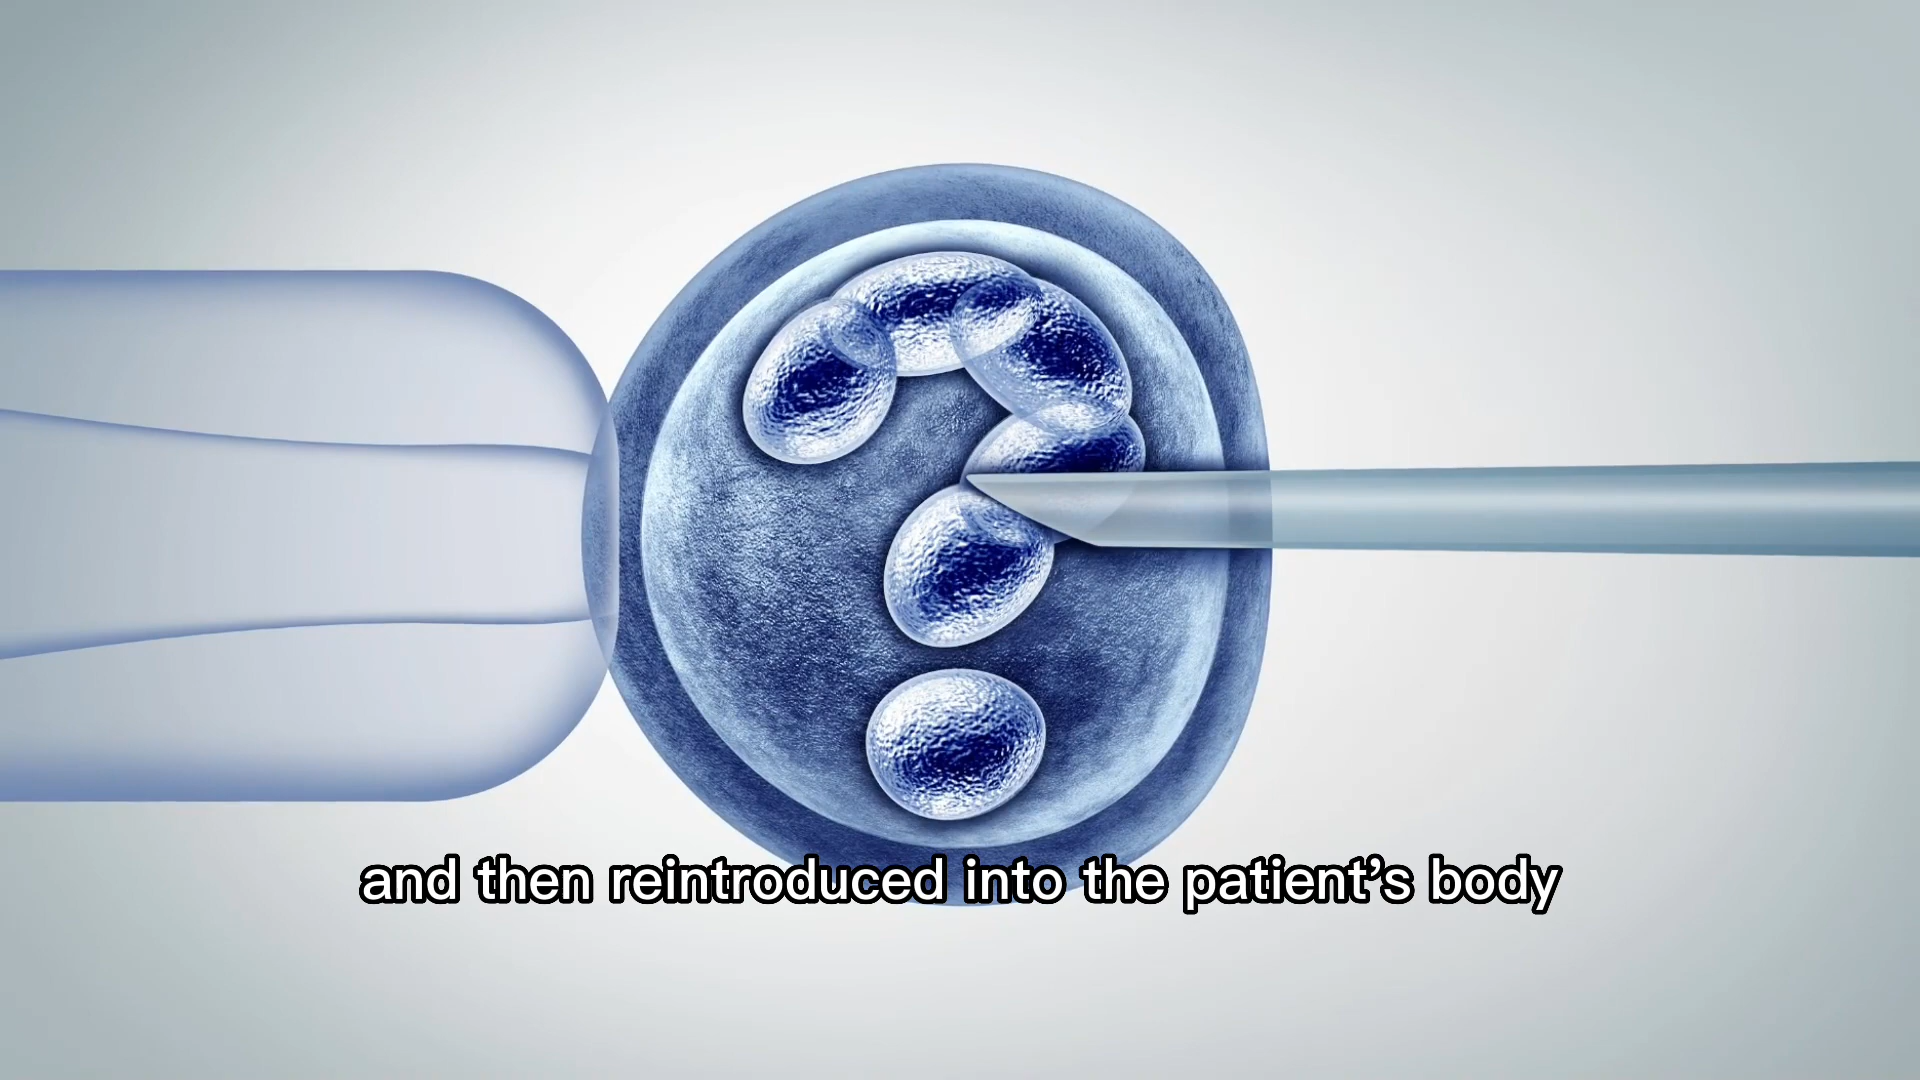 and then reintroduced into the patient’s body